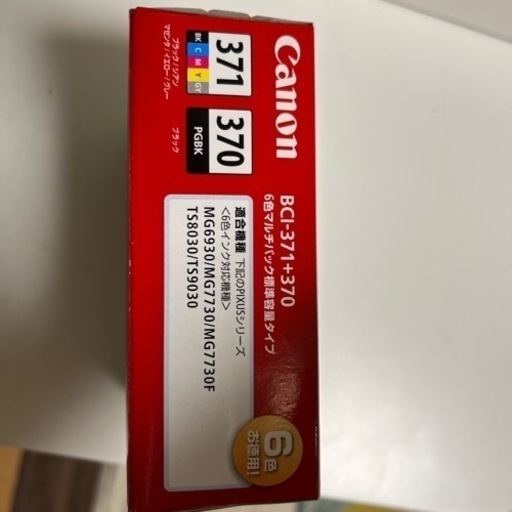 Canon
371
BK C M Y GY
ブラック/シアン
マゼンタ/イエロー/グレー
370
PGBK
ブラック
BCI-371+370
6色マルチパック標準容量タイプ
適合機種 下記のPIXUSシリーズ
<6色インク対応機種>
MG6930/MG7730/MG7730F
TS8030/TS9030
6色
お徳用!